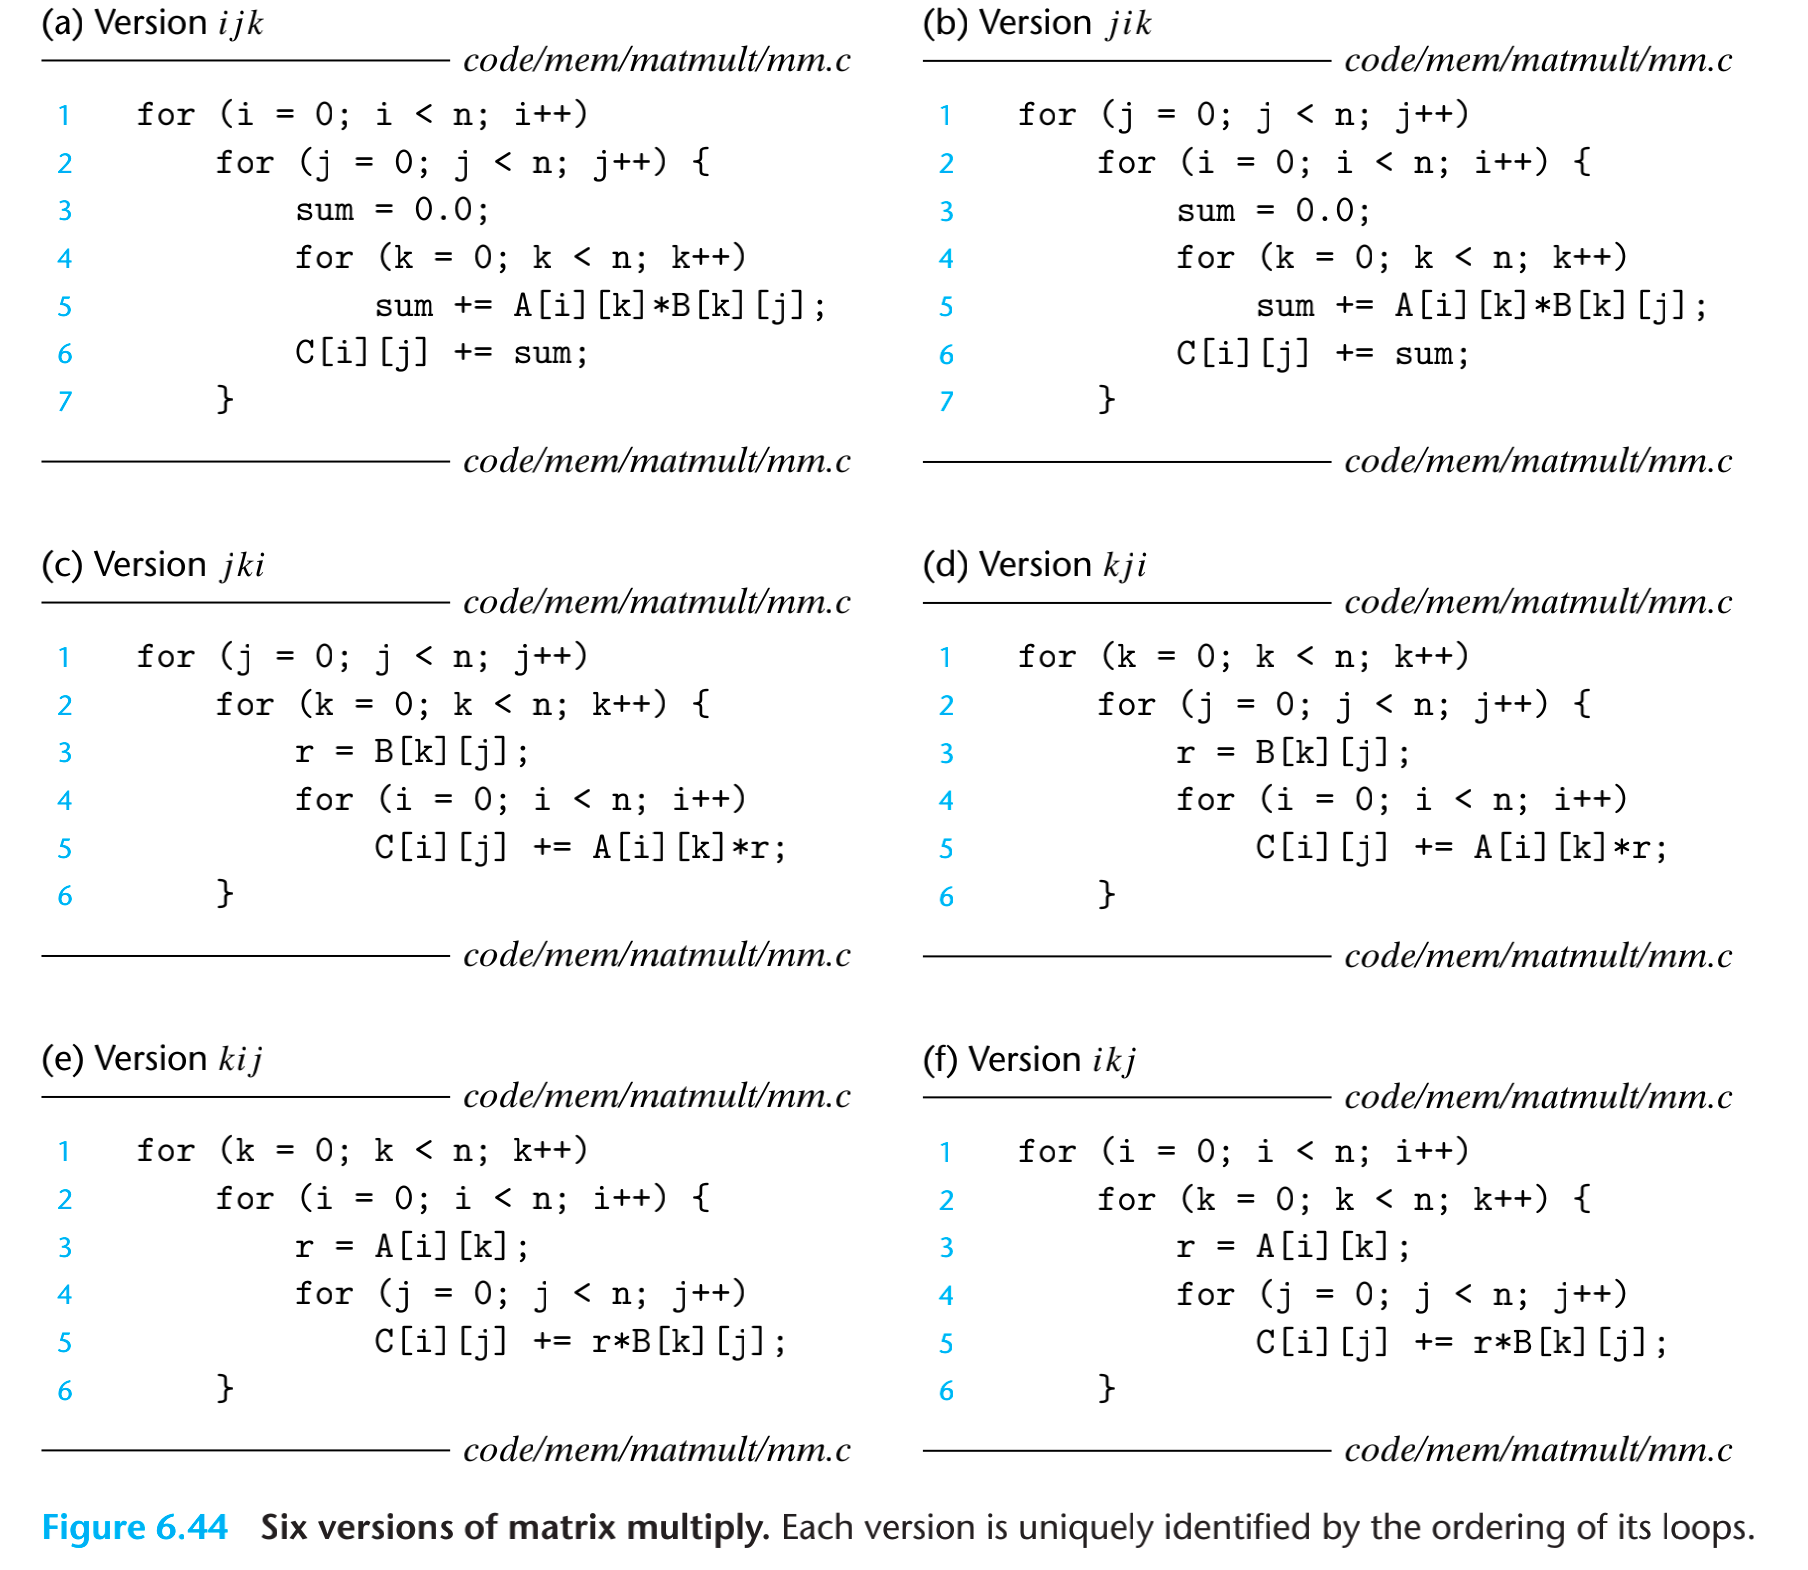 (a) Version ijk
code/mem/matmult/mm.c
1 for (i = 0; i < n; i++)
2 for (j = 0; j < n; j++) {
3 sum = 0.0;
4 for (k = 0; k < n; k++)
5 sum += A[i][k]*B[k][j];
6 C[i][j] += sum;
7 }
code/mem/matmult/mm.c
(b) Version jik
code/mem/matmult/mm.c
1 for (j = 0; j < n; j++)
2 for (i = 0; i < n; i++) {
3 sum = 0.0;
4 for (k = 0; k < n; k++)
5 sum += A[i][k]*B[k][j];
6 C[i][j] += sum;
7 }
code/mem/matmult/mm.c
(c) Version jki
code/mem/matmult/mm.c
1 for (j = 0; j < n; j++)
2 for (k = 0; k < n; k++) {
3 r = B[k][j];
4 for (i = 0; i < n; i++)
5 C[i][j] += A[i][k]*r;
6 }
code/mem/matmult/mm.c
(d) Version kji
code/mem/matmult/mm.c
1 for (k = 0; k < n; k++)
2 for (j = 0; j < n; j++) {
3 r = B[k][j];
4 for (i = 0; i < n; i++)
5 C[i][j] += A[i][k]*r;
6 }
code/mem/matmult/mm.c
(e) Version kij
code/mem/matmult/mm.c
1 for (k = 0; k < n; k++)
2 for (i = 0; i < n; i++) {
3 r = A[i][k];
4 for (j = 0; j < n; j++)
5 C[i][j] += r*B[k][j];
6 }
code/mem/matmult/mm.c
(f) Version ikj
code/mem/matmult/mm.c
1 for (i = 0; i < n; i++)
2 for (k = 0; k < n; k++) {
3 r = A[i][k];
4 for (j = 0; j < n; j++)
5 C[i][j] += r*B[k][j];
6 }
code/mem/matmult/mm.c
Figure 6.44 Six versions of matrix multiply. Each version is uniquely identified by the ordering of its loops.